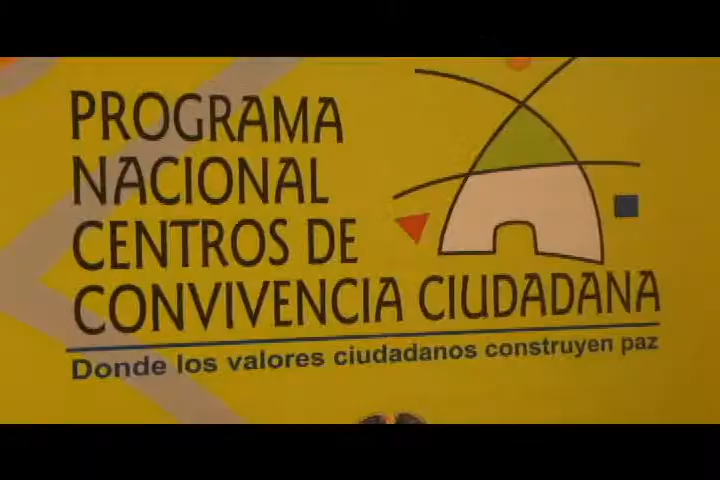 PROGRAMA
NACIONAL
CENTROS DE
CONVIVENCIA CIUDADANA
Donde los valores ciudadanos construyen paz